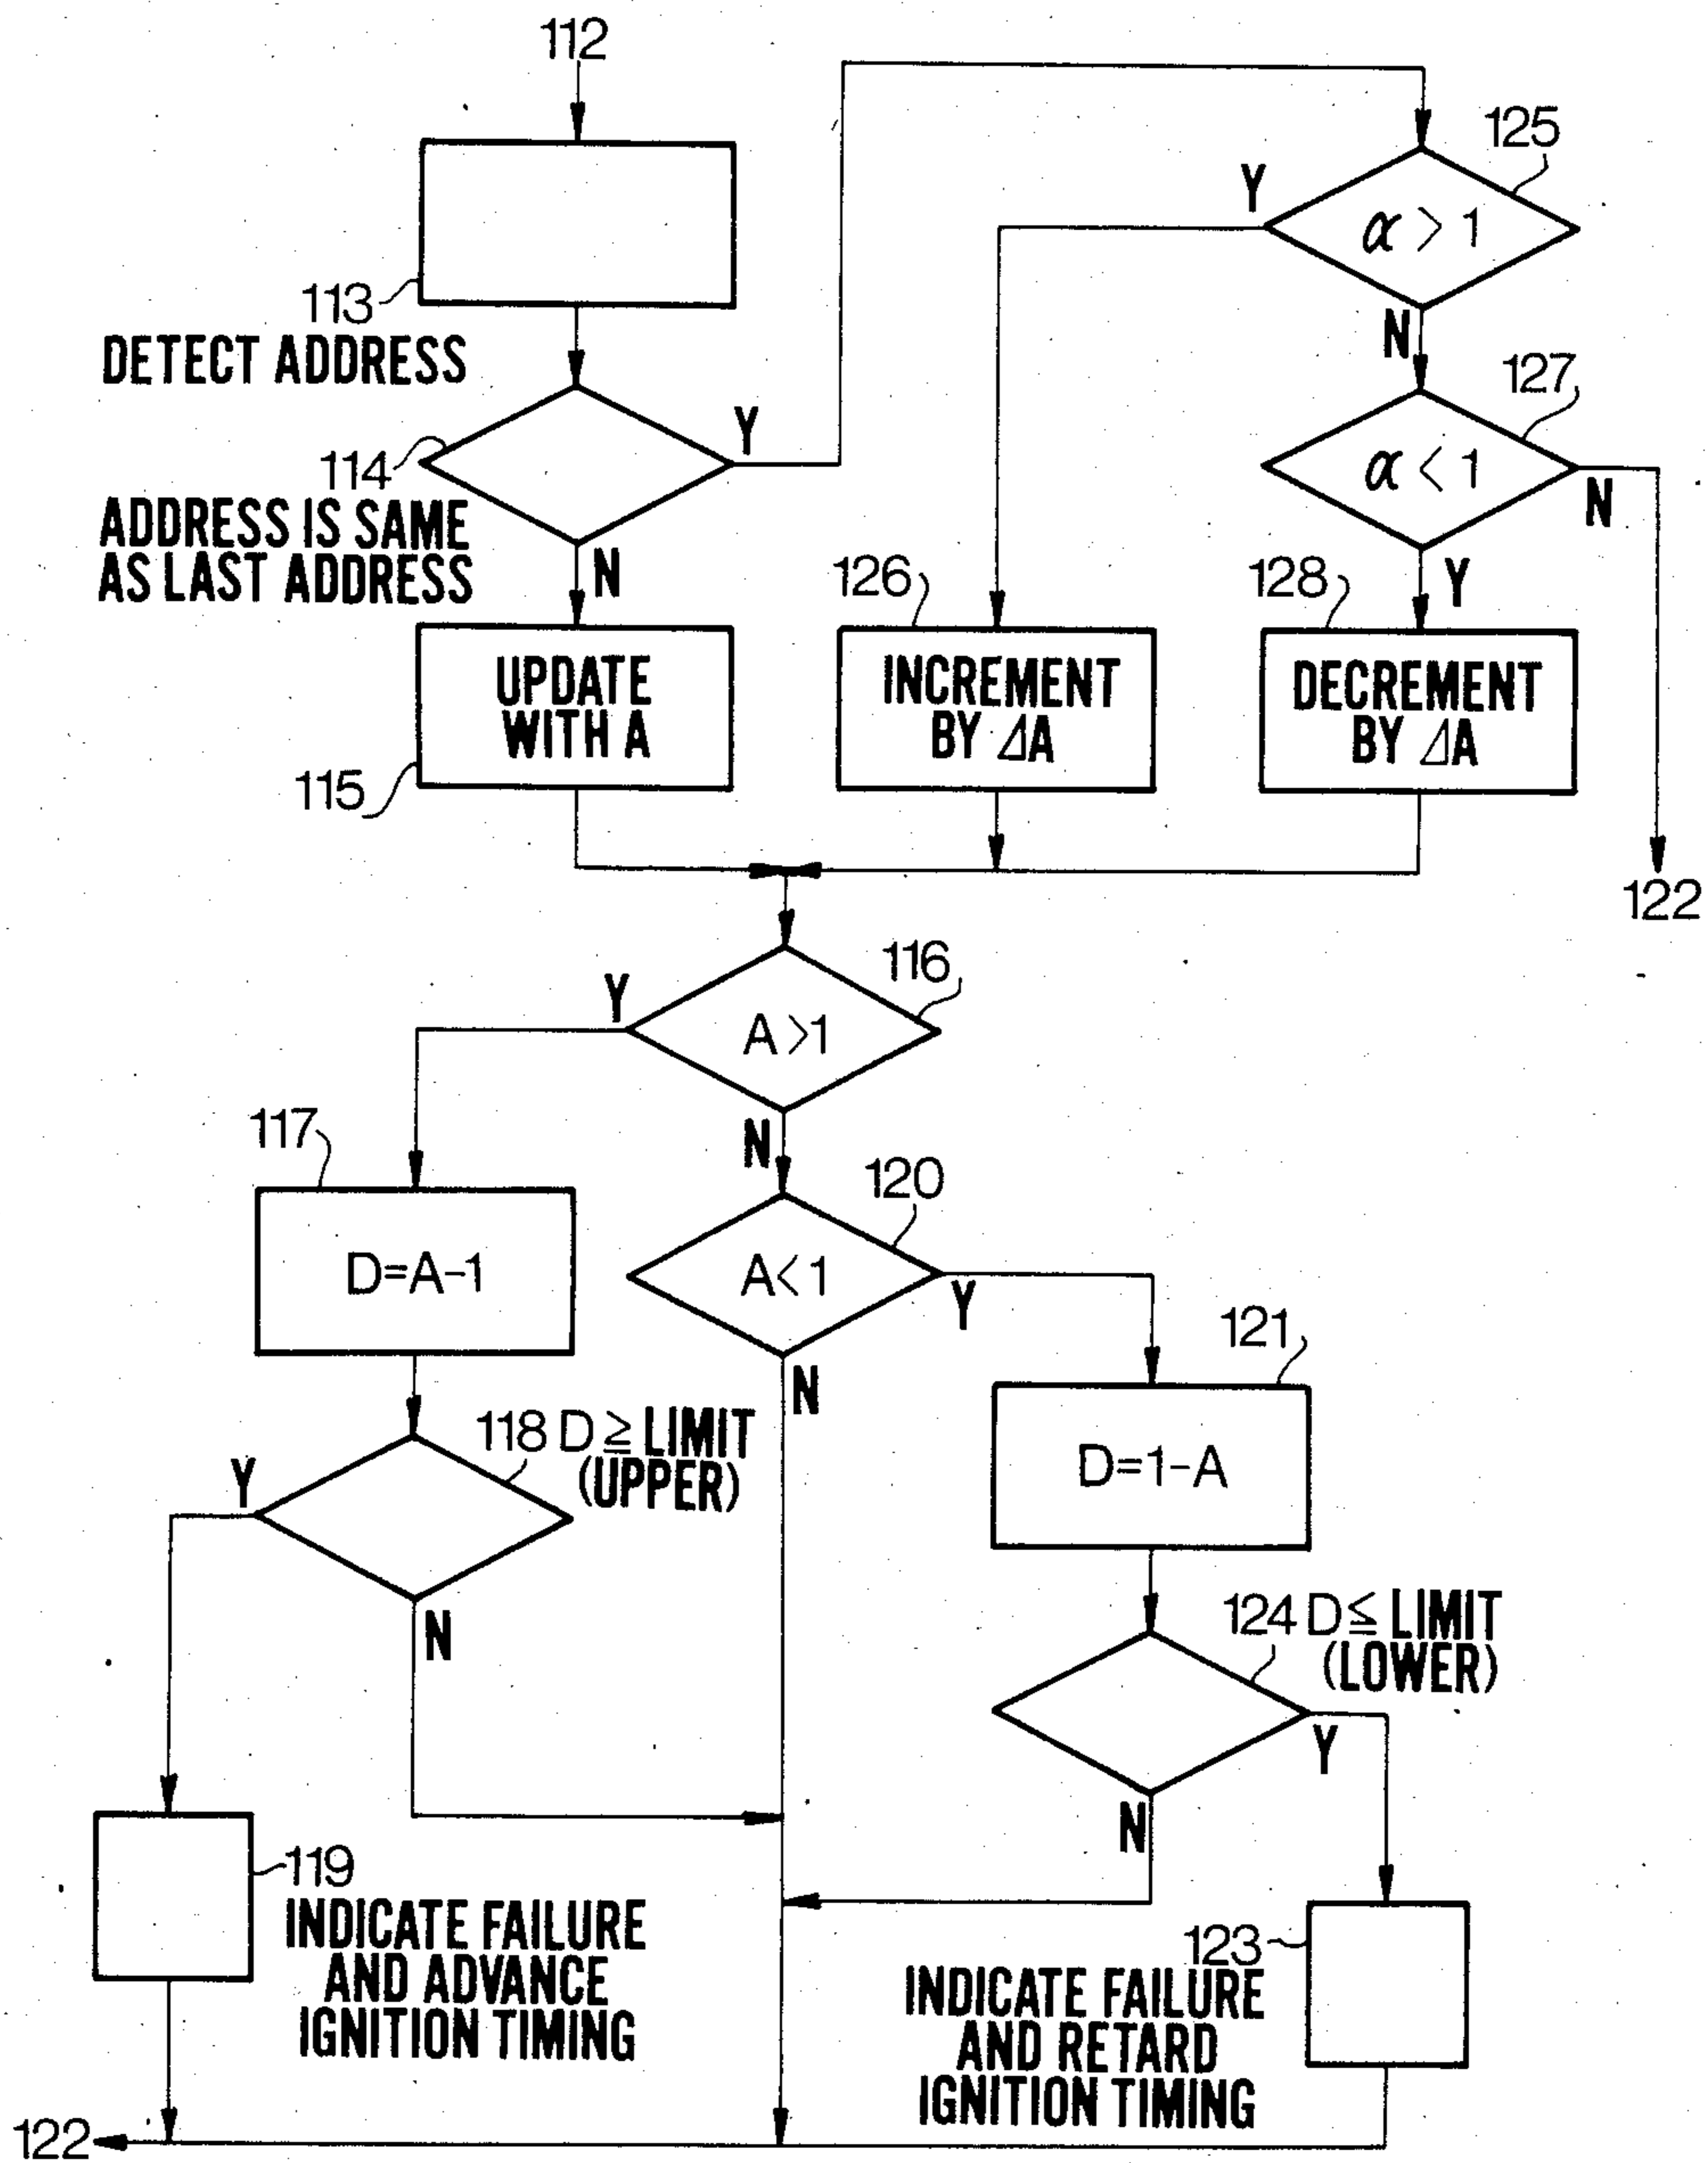 112
113
DETECT ADDRESS
114
Y
ADDRESS IS SAME
AS LAST ADDRESS
N
UPDATE
WITH A
115
125
Y
α > 1
N
127
α < 1
N
126
INCREMENT
BY ΔA
128
Y
DECREMENT
BY ΔA
122
116
Y
A>1
N
117
D=A-1
120
A<1
Y
N
121
D=1-A
118 D ≧ LIMIT
(UPPER)
Y
N
124 D ≦ LIMIT
(LOWER)
Y
N
119
INDICATE FAILURE
AND ADVANCE
IGNITION TIMING
123
INDICATE FAILURE
AND RETARD
IGNITION TIMING
122